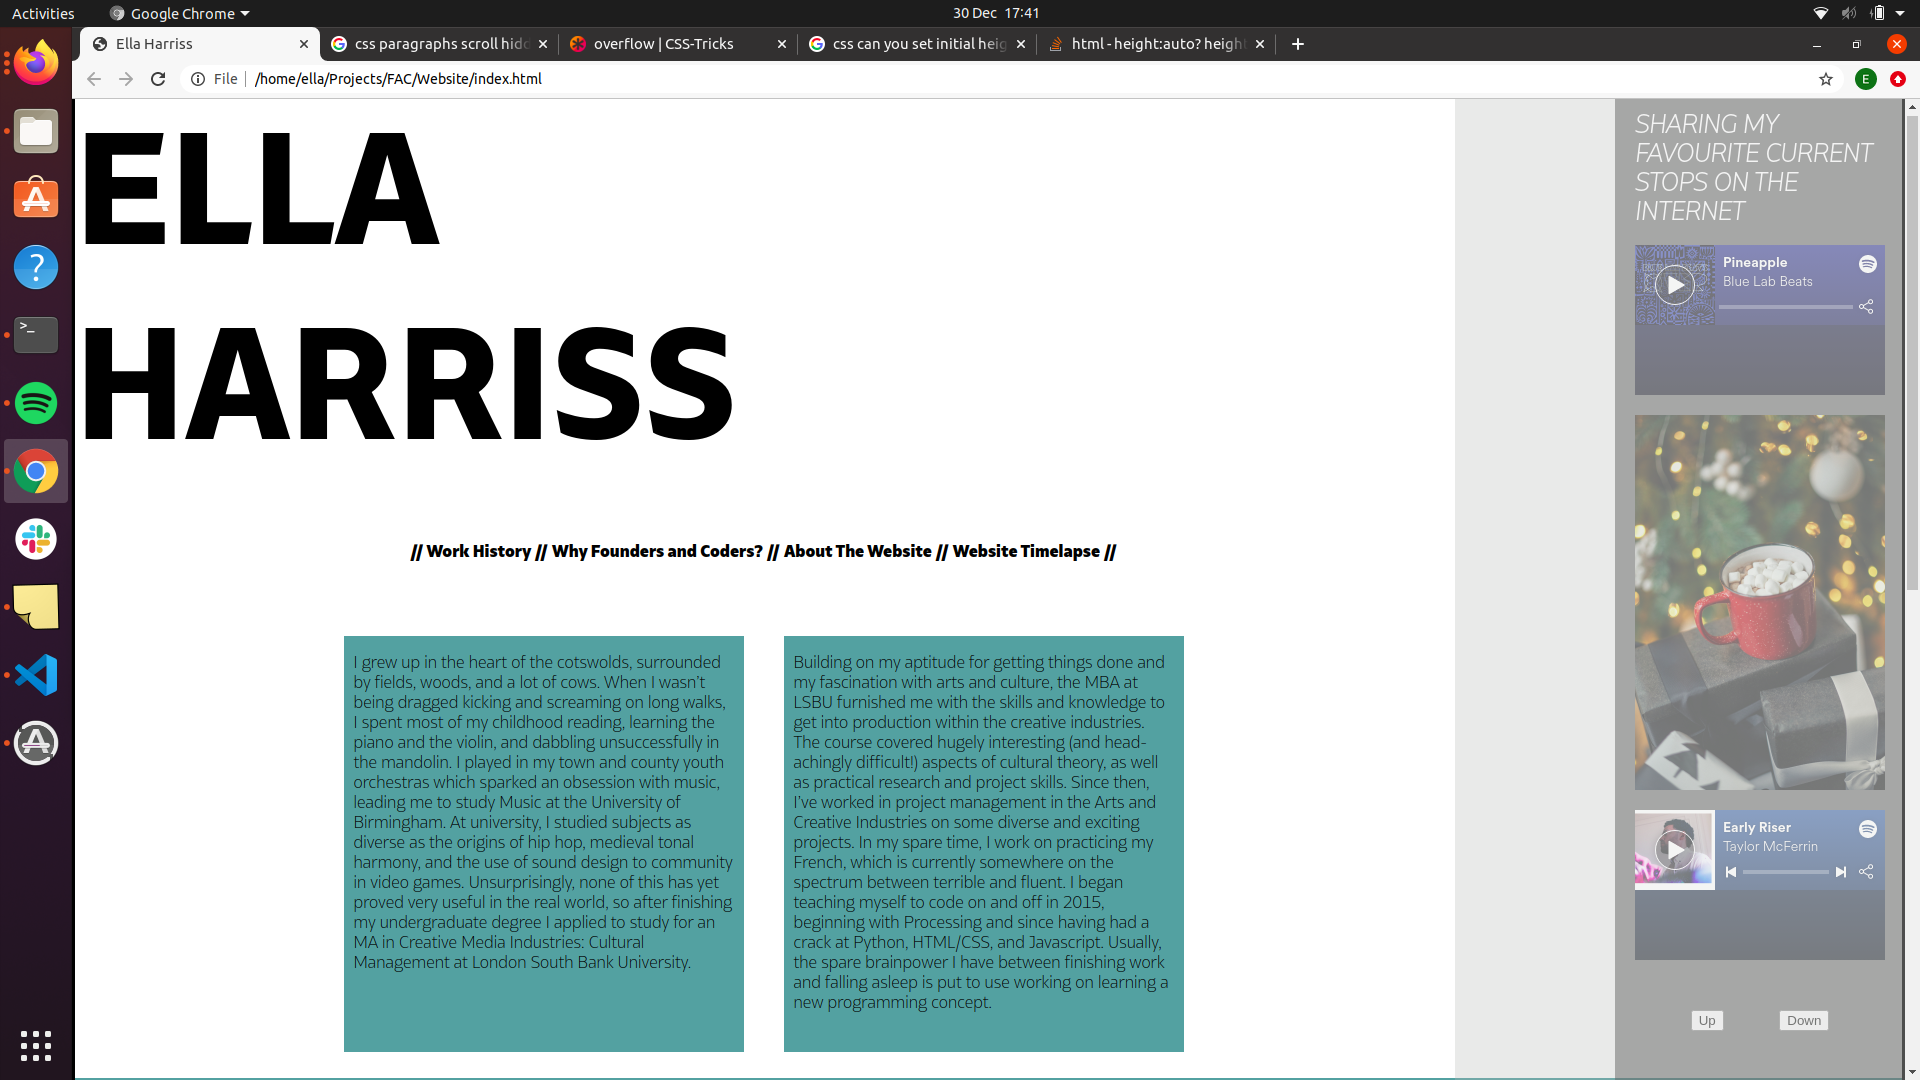 Activities
Google Chrome
30 Dec 17:41
Ella Harriss
css paragraphs scroll hidd
overflow | CSS-Tricks
css can you set initial heig
html - height:auto? height
File
/home/ella/Projects/FAC/Website/index.html
E
ELLA
HARRISS
// Work History // Why Founders and Coders? // About The Website // Website Timelapse //
I grew up in the heart of the cotswolds, surrounded
by fields, woods, and a lot of cows. When I wasn't
being dragged kicking and screaming on long walks,
I spent most of my childhood reading, learning the
piano and the violin, and dabbling unsuccessfully in
the mandolin. I played in my town and county youth
orchestras which sparked an obsession with music,
leading me to study Music at the University of
Birmingham. At university, I studied subjects as
diverse as the origins of hip hop, medieval tonal
harmony, and the use of sound design to community
in video games. Unsurprisingly, none of this has yet
proved very useful in the real world, so after finishing
my undergraduate degree I applied to study for an
MA in Creative Media Industries: Cultural
Management at London South Bank University.
Building on my aptitude for getting things done and
my fascination with arts and culture, the MBA at
LSBU furnished me with the skills and knowledge to
get into production within the creative industries.
The course covered hugely interesting (and head-
achingly difficult!) aspects of cultural theory, as well
as practical research and project skills. Since then,
I've worked in project management in the Arts and
Creative Industries on some diverse and exciting
projects. In my spare time, I work on practicing my
French, which is currently somewhere on the
spectrum between terrible and fluent. I began
teaching myself to code on and off in 2015,
beginning with Processing and since having had a
crack at Python, HTML/CSS, and Javascript. Usually,
the spare brainpower I have between finishing work
and falling asleep is put to use working on learning a
new programming concept.
SHARING MY
FAVOURITE CURRENT
STOPS ON THE
INTERNET
Pineapple
Blue Lab Beats
Early Riser
Taylor McFerrin
Up
Down